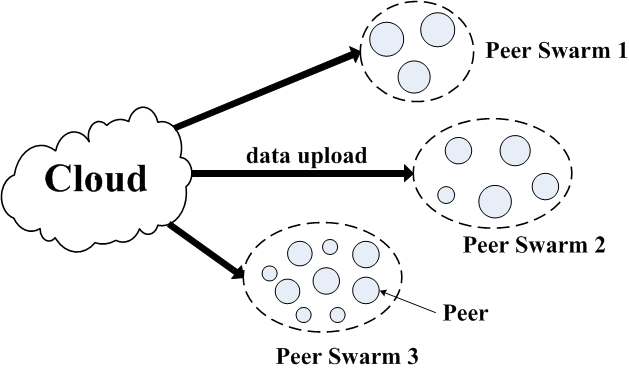 Peer Swarm 1
Cloud
data upload
Peer Swarm 2
Peer
Peer Swarm 3